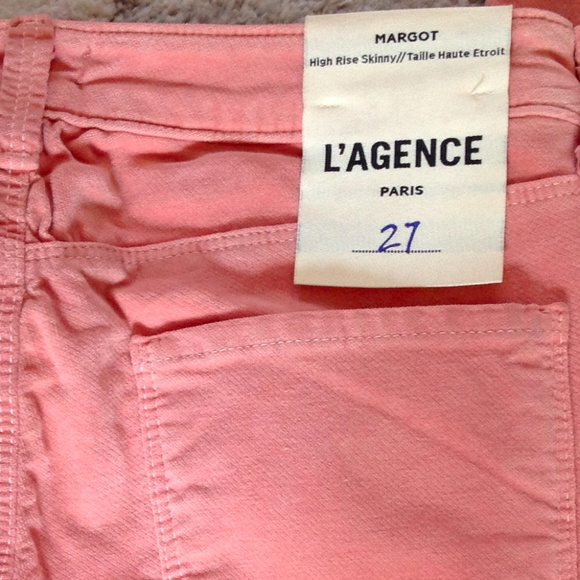 MARGOT
High Rise Skinny//Taille Haute Etroit
L'AGENCE
PARIS
27